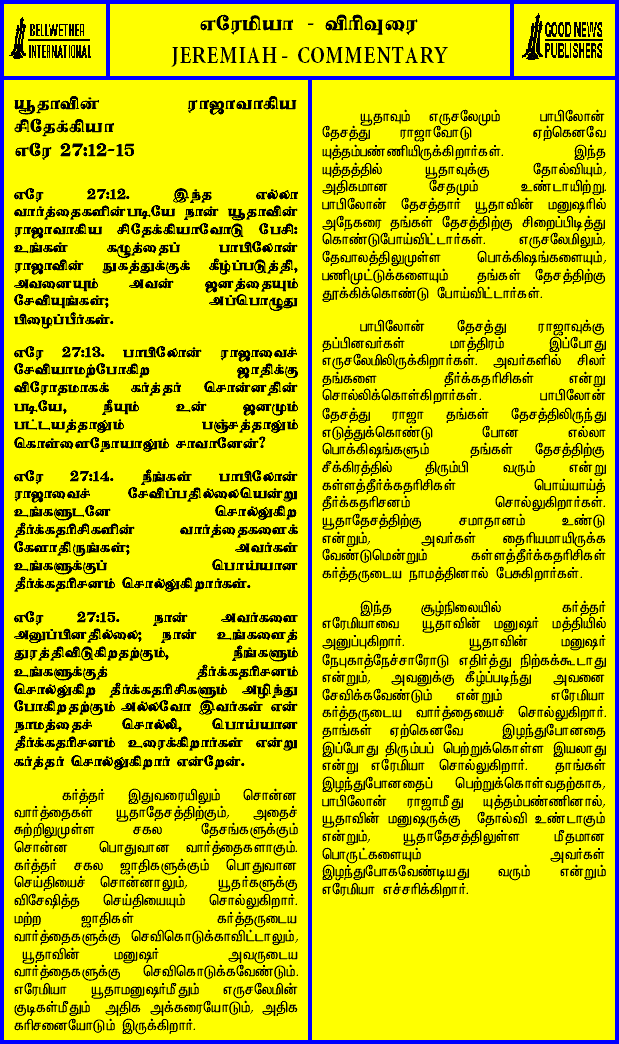 BELLWETHER
INTERNATIONAL
எரேமியா - விரிவுரை
JEREMIAH - COMMENTARY
GOOD NEWS
PUBLISHERS
யூதாவின் ராஜாவாகிய
சிதேக்கியா
எரே 27:12-15
எரே 27:12. இந்த எல்லா
வார்த்தைகளின்படியே நான் யூதாவின்
ராஜாவாகிய சிதேக்கியாவோடு பேசி:
உங்கள் கழுத்தைப் பாபிலோன்
ராஜாவின் நுகத்துக்குக் கீழ்ப்படுத்தி,
அவனையும் அவன் ஜனத்தையும்
சேவியுங்கள்; அப்பொழுது
பிழைப்பீர்கள்.
எரே 27:13. பாபிலோன் ராஜாவைச்
சேவியாமற்போகிற ஜாதிக்கு
விரோதமாகக் கர்த்தர் சொன்னதின்
படியே, நீயும் உன் ஜனமும்
பட்டயத்தாலும் பஞ்சத்தாலும்
கொள்ளைநோயாலும் சாவானேன்?
எரே 27:14. நீங்கள் பாபிலோன்
ராஜாவைச் சேவிப்பதில்லையென்று
உங்களுடனே சொல்லுகிற
தீர்க்கதரிசிகளின் வார்த்தைகளைக்
கேளாதிருங்கள்; அவர்கள்
உங்களுக்குப் பொய்யான
தீர்க்கதரிசனம் சொல்லுகிறார்கள்.
எரே 27:15. நான் அவர்களை
அனுப்பினதில்லை; நான் உங்களைத்
துரத்திவிடுகிறதற்கும், நீங்களும்
உங்களுக்குத் தீர்க்கதரிசனம்
சொல்லுகிற தீர்க்கதரிசிகளும் அழிந்து
போகிறதற்கும் அல்லவோ இவர்கள் என்
நாமத்தைச் சொல்லி, பொய்யான
தீர்க்கதரிசனம் உரைக்கிறார்கள் என்று
கர்த்தர் சொல்லுகிறார் என்றேன்.
கர்த்தர் இதுவரையிலும் சொன்ன
வார்த்தைகள் யூதாதேசத்திற்கும், அதைச்
சுற்றிலுமுள்ள சகல தேசங்களுக்கும்
சொன்ன பொதுவான வார்த்தைகளாகும்.
கர்த்தர் சகல ஜாதிகளுக்கும் பொதுவான
செய்தியைச் சொன்னாலும், யூதர்களுக்கு
விசேஷித்த செய்தியையும் சொல்லுகிறார்.
மற்ற ஜாதிகள் கர்த்தருடைய
வார்த்தைகளுக்கு செவிகொடுக்காவிட்டாலும்,
யூதாவின் மனுஷர் அவருடைய
வார்த்தைகளுக்கு செவிகொடுக்கவேண்டும்.
எரேமியா யூதாமனுஷர்மீதும் எருசலேமின்
குடிகள்மீதும் அதிக அக்கரையோடும், அதிக
கரிசனையோடும் இருக்கிறார்.
யூதாவும் எருசலேமும் பாபிலோன்
தேசத்து ராஜாவோடு ஏற்கெனவே
யுத்தம்பண்ணியிருக்கிறார்கள். இந்த
யுத்தத்தில் யூதாவுக்கு தோல்வியும்,
அதிகமான சேதமும் உண்டாயிற்று.
பாபிலோன் தேசத்தார் யூதாவின் மனுஷரில்
அநேகரை தங்கள் தேசத்திற்கு சிறைப்பிடித்து
கொண்டுபோய்விட்டார்கள். எருசலேமிலும்,
தேவாலத்திலுமுள்ள பொக்கிஷங்களையும்,
பணிமுட்டுக்களையும் தங்கள் தேசத்திற்கு
தூக்கிக்கொண்டு போய்விட்டார்கள்.
பாபிலோன் தேசத்து ராஜாவுக்கு
தப்பினவர்கள் மாத்திரம் இப்போது
எருசலேமிலிருக்கிறார்கள். அவர்களில் சிலர்
தங்களை தீர்க்கதரிசிகள் என்று
சொல்லிக்கொள்கிறார்கள். பாபிலோன்
தேசத்து ராஜா தங்கள் தேசத்திலிருந்து
எடுத்துக்கொண்டு போன எல்லா
பொக்கிஷங்களும் தங்கள் தேசத்திற்கு
சீக்கிரத்தில் திரும்பி வரும் என்று
கள்ளத்தீர்க்கதரிசிகள் பொய்யாய்த்
தீர்க்கதரிசனம் சொல்லுகிறார்கள்.
யூதாதேசத்திற்கு சமாதானம் உண்டு
என்றும், அவர்கள் தைரியமாயிருக்க
வேண்டுமென்றும் கள்ளத்தீர்க்கதரிசிகள்
கர்த்தருடைய நாமத்தினால் பேசுகிறார்கள்.
இந்த சூழ்நிலையில் கர்த்தர்
எரேமியாவை யூதாவின் மனுஷர் மத்தியில்
அனுப்புகிறார். யூதாவின் மனுஷர்
நேபுகாத்நேச்சாரோடு எதிர்த்து நிற்கக்கூடாது
என்றும், அவனுக்கு கீழ்ப்படிந்து அவனை
சேவிக்கவேண்டும் என்றும் எரேமியா
கர்த்தருடைய வார்த்தையைச் சொல்லுகிறார்.
தாங்கள் ஏற்கெனவே இழந்துபோனதை
இப்போது திரும்பப் பெற்றுக்கொள்ள இயலாது
என்று எரேமியா சொல்லுகிறார். தாங்கள்
இழந்துபோனதைப் பெற்றுக்கொள்வதற்காக,
பாபிலோன் ராஜாமீது யுத்தம்பண்ணினால்,
யூதாவின் மனுஷருக்கு தோல்வி உண்டாகும்
என்றும், யூதாதேசத்திலுள்ள மீதமான
பொருட்களையும் அவர்கள்
இழந்துபோகவேண்டியது வரும் என்றும்
எரேமியா எச்சரிக்கிறார்.